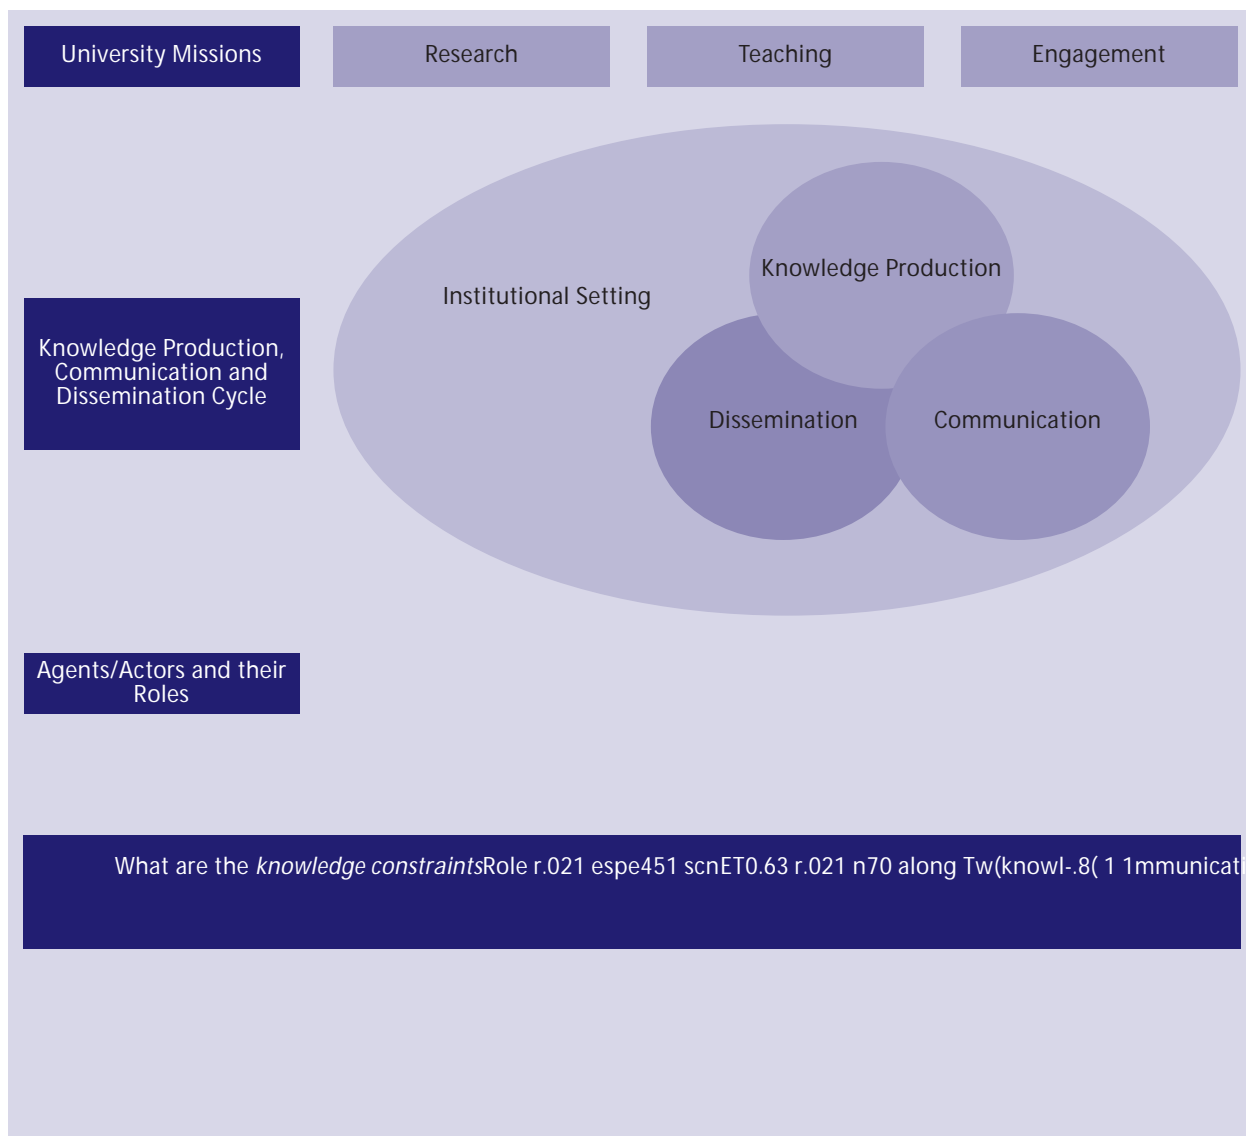 University Missions
Research
Teaching
Engagement
Knowledge Production
Institutional Setting
Knowledge Production,
Communication and
Dissemination Cycle
Dissemination
Communication
Agents/Actors and their
Roles
What are the knowledge constraintsRole r.021 espe451 scnET0.63 r.021 n70 along Tw(knowl-.8( 1 1mmunicati